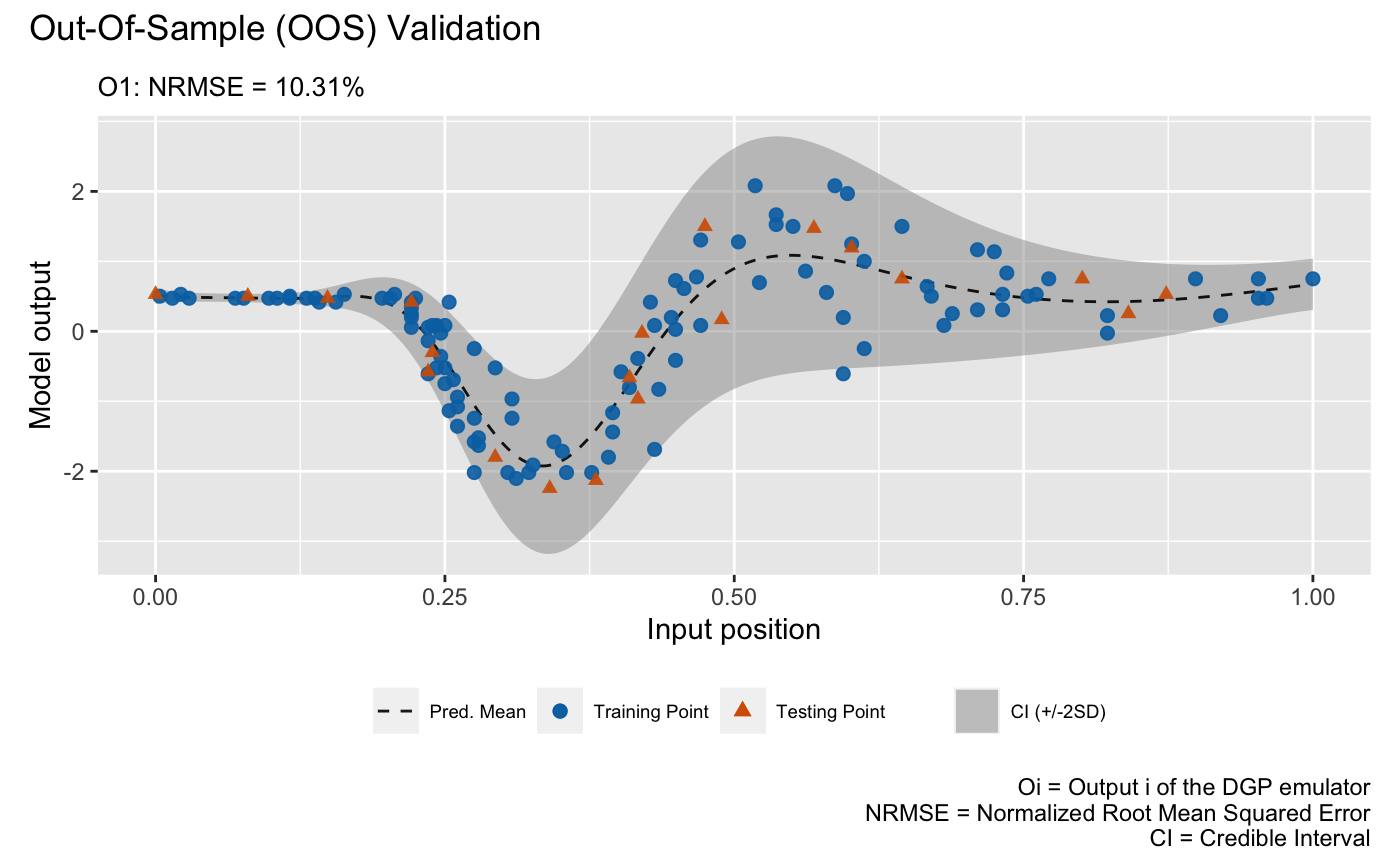 Out-Of-Sample (OOS) Validation
O1: NRMSE = 10.31%
Model output
2
0
-2
0.00 0.25 0.50 0.75 1.00
Input position
Pred. Mean Training Point Testing Point CI (+/-2SD)
Oi = Output i of the DGP emulator
NRMSE = Normalized Root Mean Squared Error
CI = Credible Interval